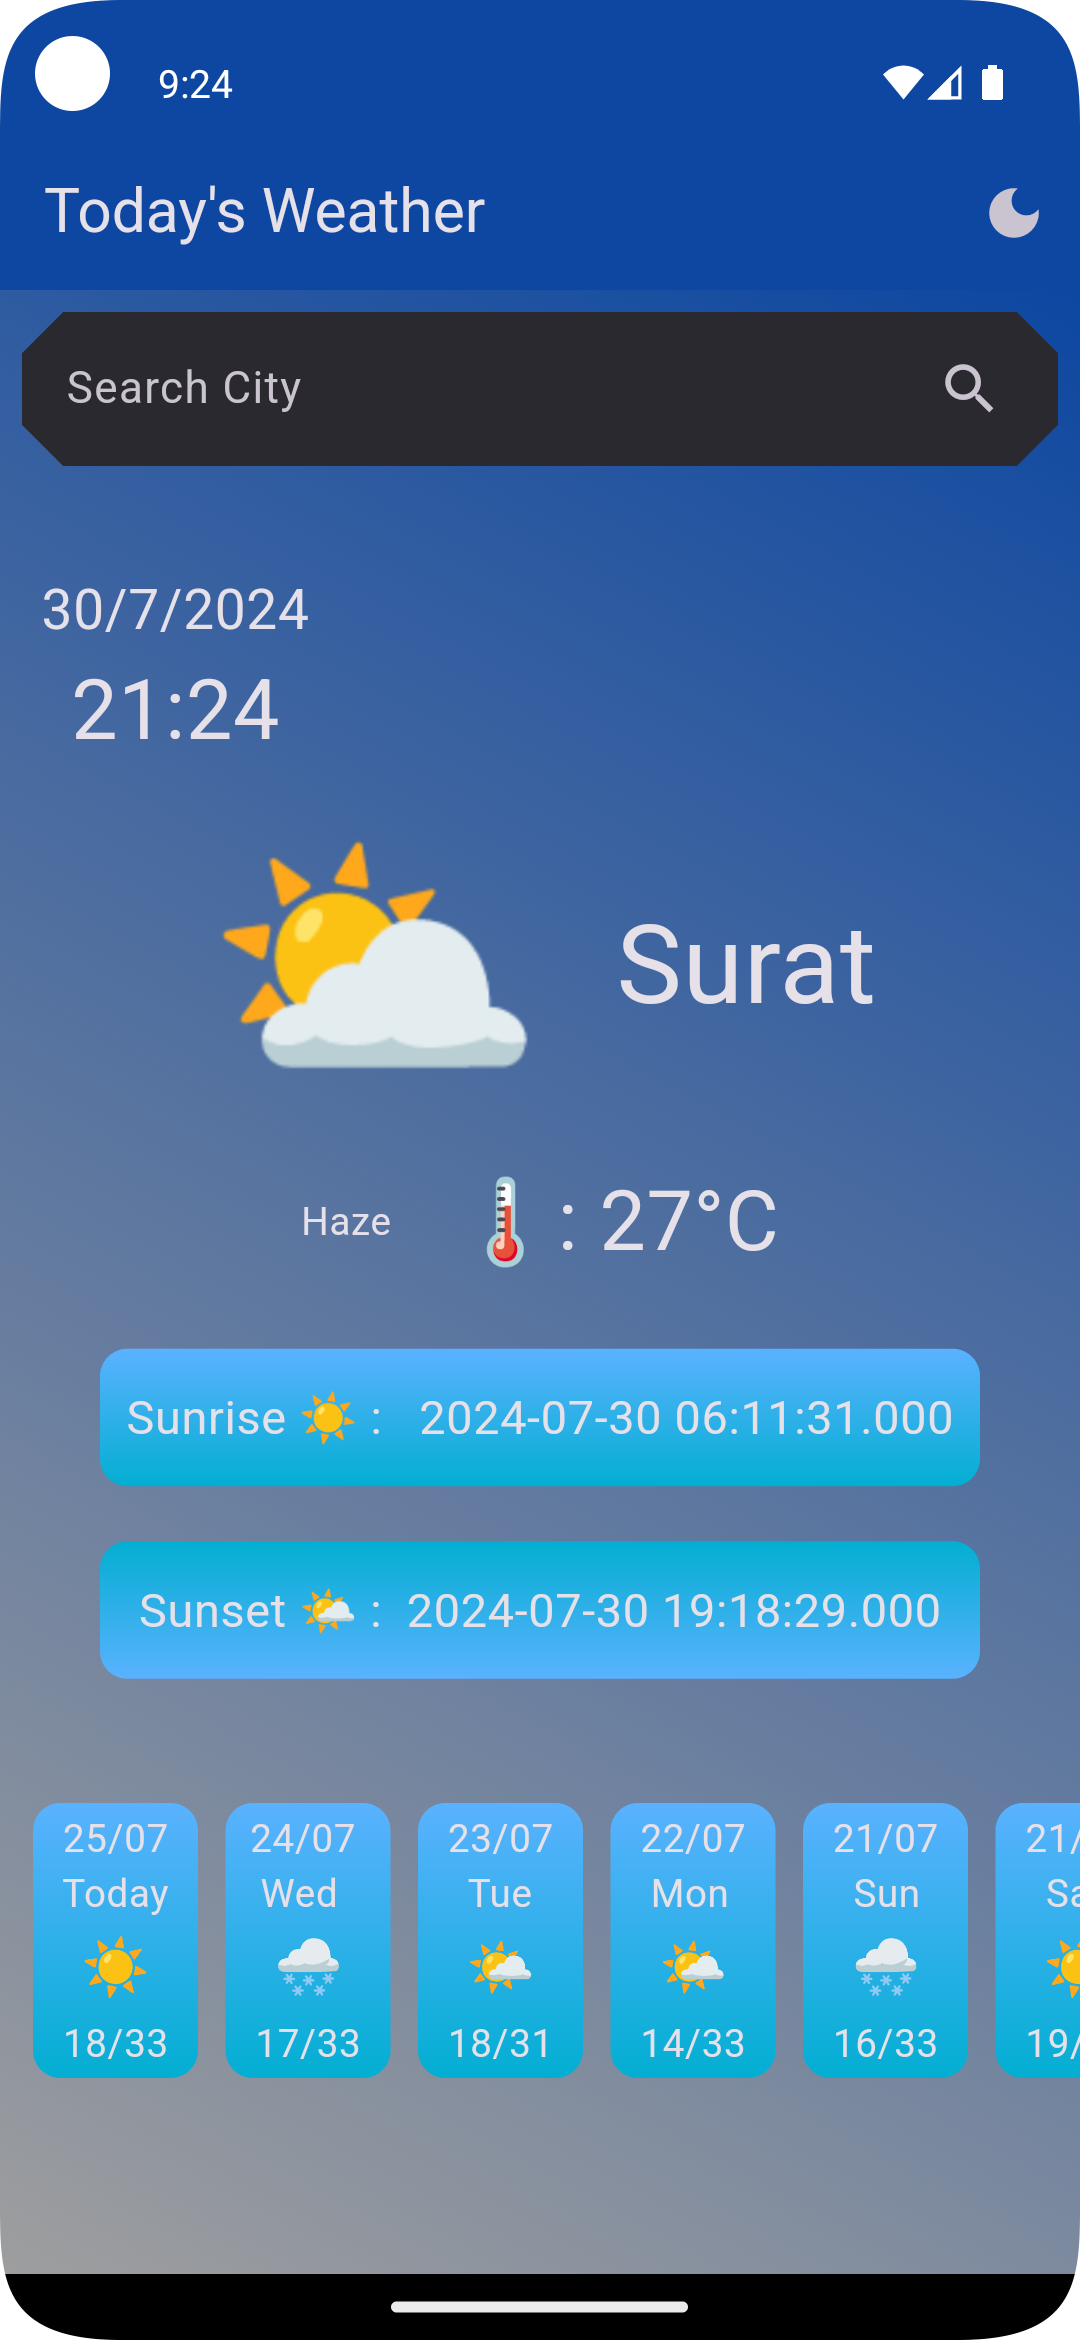 9:24
Today's Weather
Search City
30/7/2024
21:24
Surat
Haze : 27°C
Sunrise : 2024-07-30 06:11:31.000
Sunset : 2024-07-30 19:18:29.000
25/07 24/07 23/07 22/07 21/07 21/
Today Wed Tue Mon Sun Sa
18/33 17/33 18/31 14/33 16/33 19/